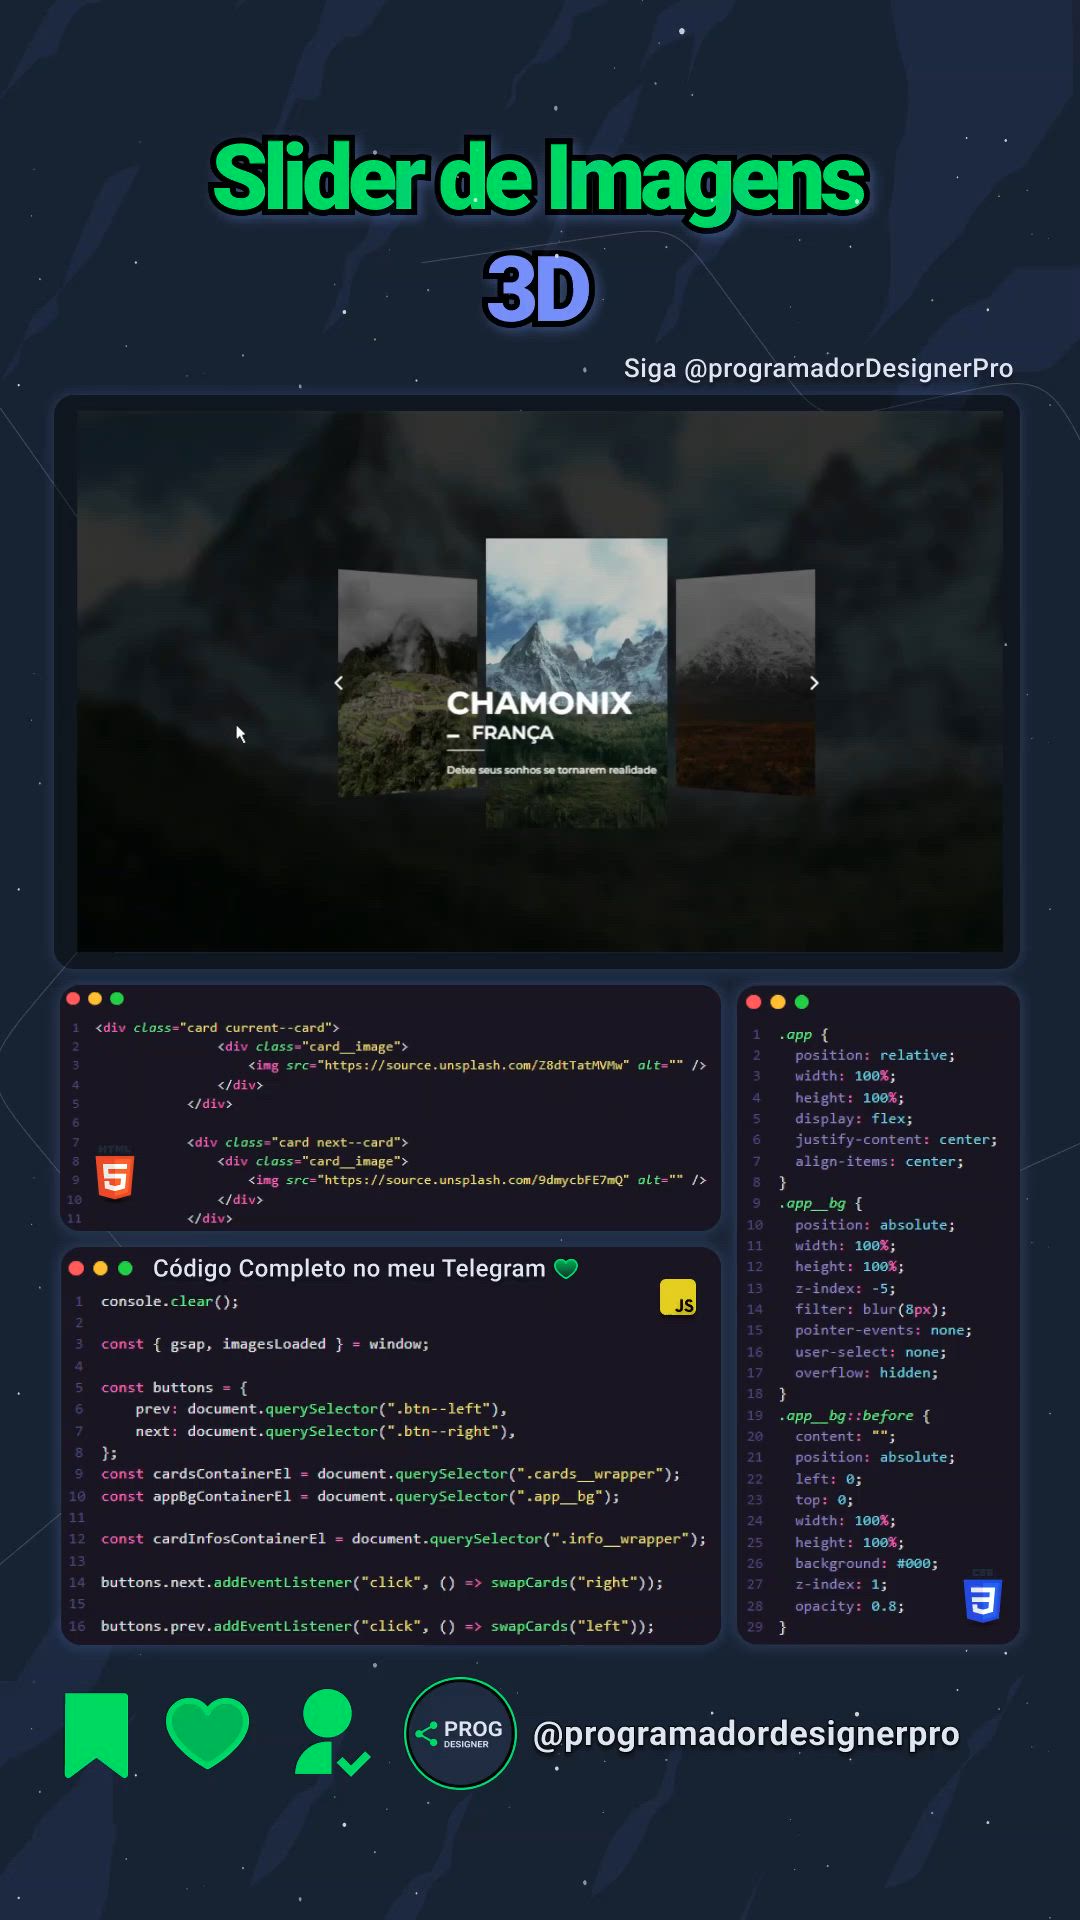 Slider de Imagens
3D
Siga @programadorDesignerPro
CHAMONIX
FRANÇA
Deixe seus sonhos se tornarem realidade
1 <div class="card current--card">
2 <div class="card__image">
3 <img src="https://source.unsplash.com/Z8dtTatMVMw" alt="" />
4 </div>
5 </div>
6
7 <div class="card next--card">
8 <div class="card__image">
9 <img src="https://source.unsplash.com/9dmycbFE7mQ" alt="" />
10 </div>
11 </div>
HTML
5
Código Completo no meu Telegram
JS
1 console.clear();
2
3 const { gsap, imagesLoaded } = window;
4
5 const buttons = {
6 prev: document.querySelector(".btn--left"),
7 next: document.querySelector(".btn--right"),
8 };
9 const cardsContainerEl = document.querySelector(".cards__wrapper");
10 const appBgContainerEl = document.querySelector(".app__bg");
11
12 const cardInfosContainerEl = document.querySelector(".info__wrapper");
13
14 buttons.next.addEventListener("click", () => swapCards("right"));
15
16 buttons.prev.addEventListener("click", () => swapCards("left"));
1 .app {
2 position: relative;
3 width: 100%;
4 height: 100%;
5 display: flex;
6 justify-content: center;
7 align-items: center;
8 }
9 .app__bg {
10 position: absolute;
11 width: 100%;
12 height: 100%;
13 z-index: -5;
14 filter: blur(8px);
15 pointer-events: none;
16 user-select: none;
17 overflow: hidden;
18 }
19 .app__bg::before {
20 content: "";
21 position: absolute;
22 left: 0;
23 top: 0;
24 width: 100%;
25 height: 100%;
26 background: #000;
27 z-index: 1;
28 opacity: 0.8;
29 }
CSS
3
PROG
DESIGNER
@programadordesignerpro